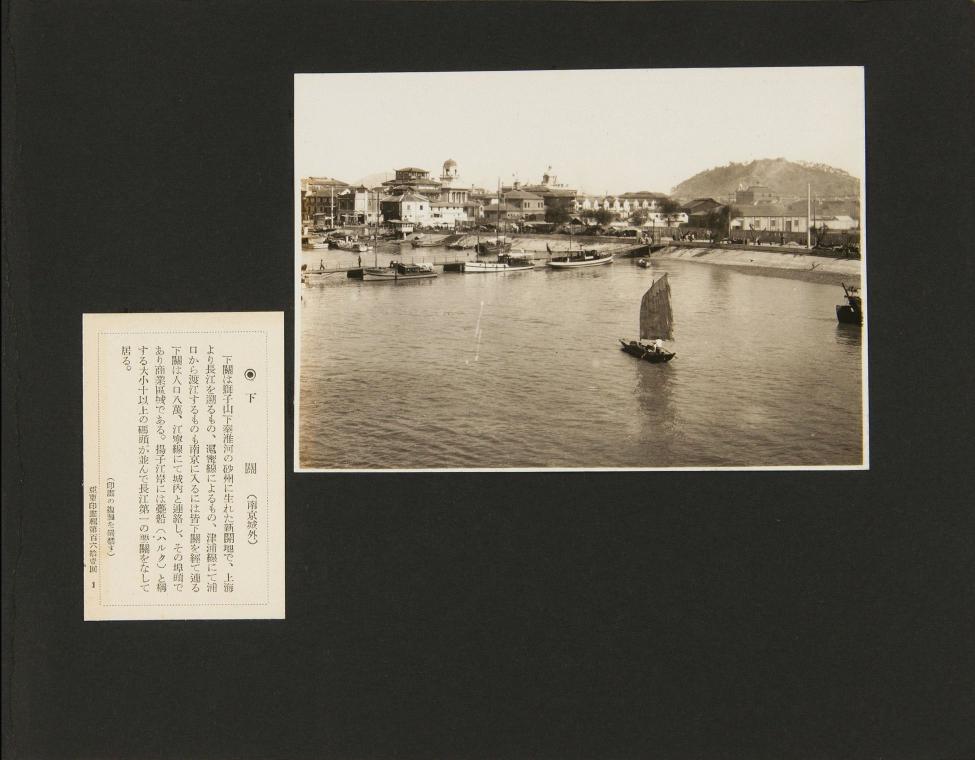 ◉下關（南京城外）
下關は獅子山下秦淮河の砂州に生れた新開地で、上海
より長江を溯るもの、滬寧線によるもの、津浦線にて浦
口から渡江するものも南京に入るには皆下關を經て通る
下關は人口八萬、江寧線にて城內と連絡し、その埠頭で
あり商業區域である。揚子江岸には躉船（ハルク）と稱
する大小十以上の碼頭が並んで長江第一の要關をなして
居る。
（印畫の複製を嚴禁す）
亞東印畫輯第百六拾壹回 1